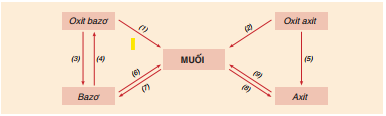 Oxit bazơ
(1)
(2)
Oxit axit
(3)
(4)
MUỐI
(5)
(6)
(7)
(9)
(8)
Bazơ
Axit